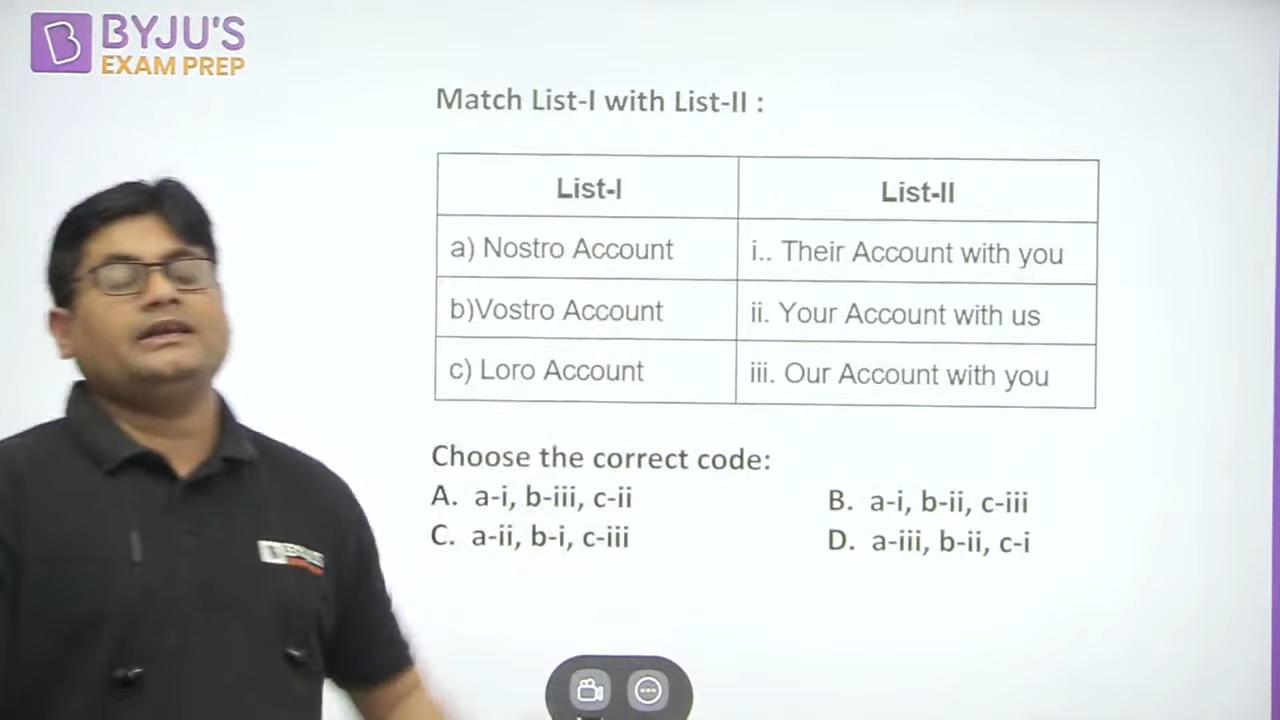 BYJU'S
EXAM PREP
Match List-I with List-II :
List-I List-II
a) Nostro Account i.. Their Account with you
b)Vostro Account ii. Your Account with us
c) Loro Account iii. Our Account with you
Choose the correct code:
A. a-i, b-iii, c-ii B. a-i, b-ii, c-iii
C. a-ii, b-i, c-iii D. a-iii, b-ii, c-i